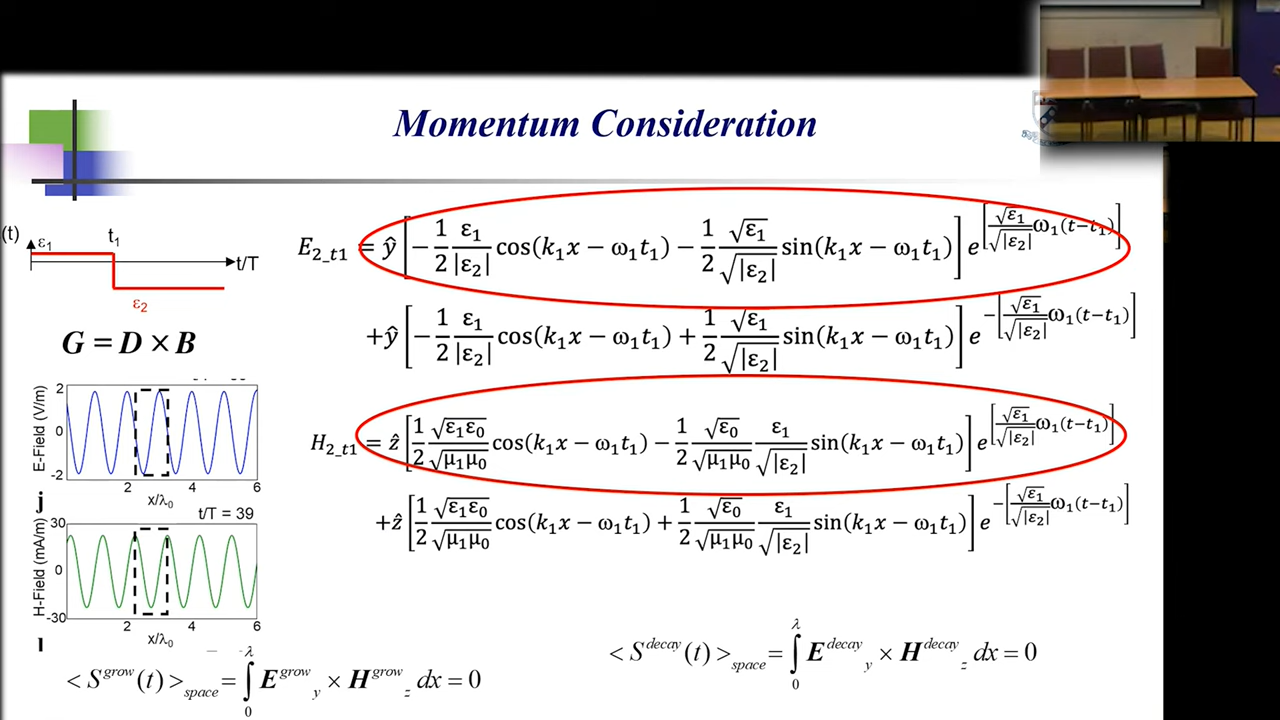 Momentum Consideration
(t)
ε₁
t₁
t/T
ε₂
G = D × B
E₂_t1 = ŷ [−1/2 ε₁/|ε₂| cos(k₁x − ω₁t₁) − 1/2 √ε₁/√|ε₂| sin(k₁x − ω₁t₁)] e^[√ε₁/√|ε₂| ω₁(t−t₁)]
+ŷ [−1/2 ε₁/|ε₂| cos(k₁x − ω₁t₁) + 1/2 √ε₁/√|ε₂| sin(k₁x − ω₁t₁)] e^−[√ε₁/√|ε₂| ω₁(t−t₁)]
H₂_t1 = ẑ [1/2 √ε₁ε₀/√μ₁μ₀ cos(k₁x − ω₁t₁) − 1/2 √ε₀/√μ₁μ₀ ε₁/√|ε₂| sin(k₁x − ω₁t₁)] e^[√ε₁/√|ε₂| ω₁(t−t₁)]
+ẑ [1/2 √ε₁ε₀/√μ₁μ₀ cos(k₁x − ω₁t₁) + 1/2 √ε₀/√μ₁μ₀ ε₁/√|ε₂| sin(k₁x − ω₁t₁)] e^−[√ε₁/√|ε₂| ω₁(t−t₁)]
E-Field (V/m)
2
0
-2
2 4 6
x/λ₀
j
t/T = 39
H-Field (mA/m)
30
0
-30
2 4 6
x/λ₀
< S^grow (t) >_space = ∫₀^λ E^grow_y × H^grow_z dx = 0
< S^decay (t) >_space = ∫₀^λ E^decay_y × H^decay_z dx = 0